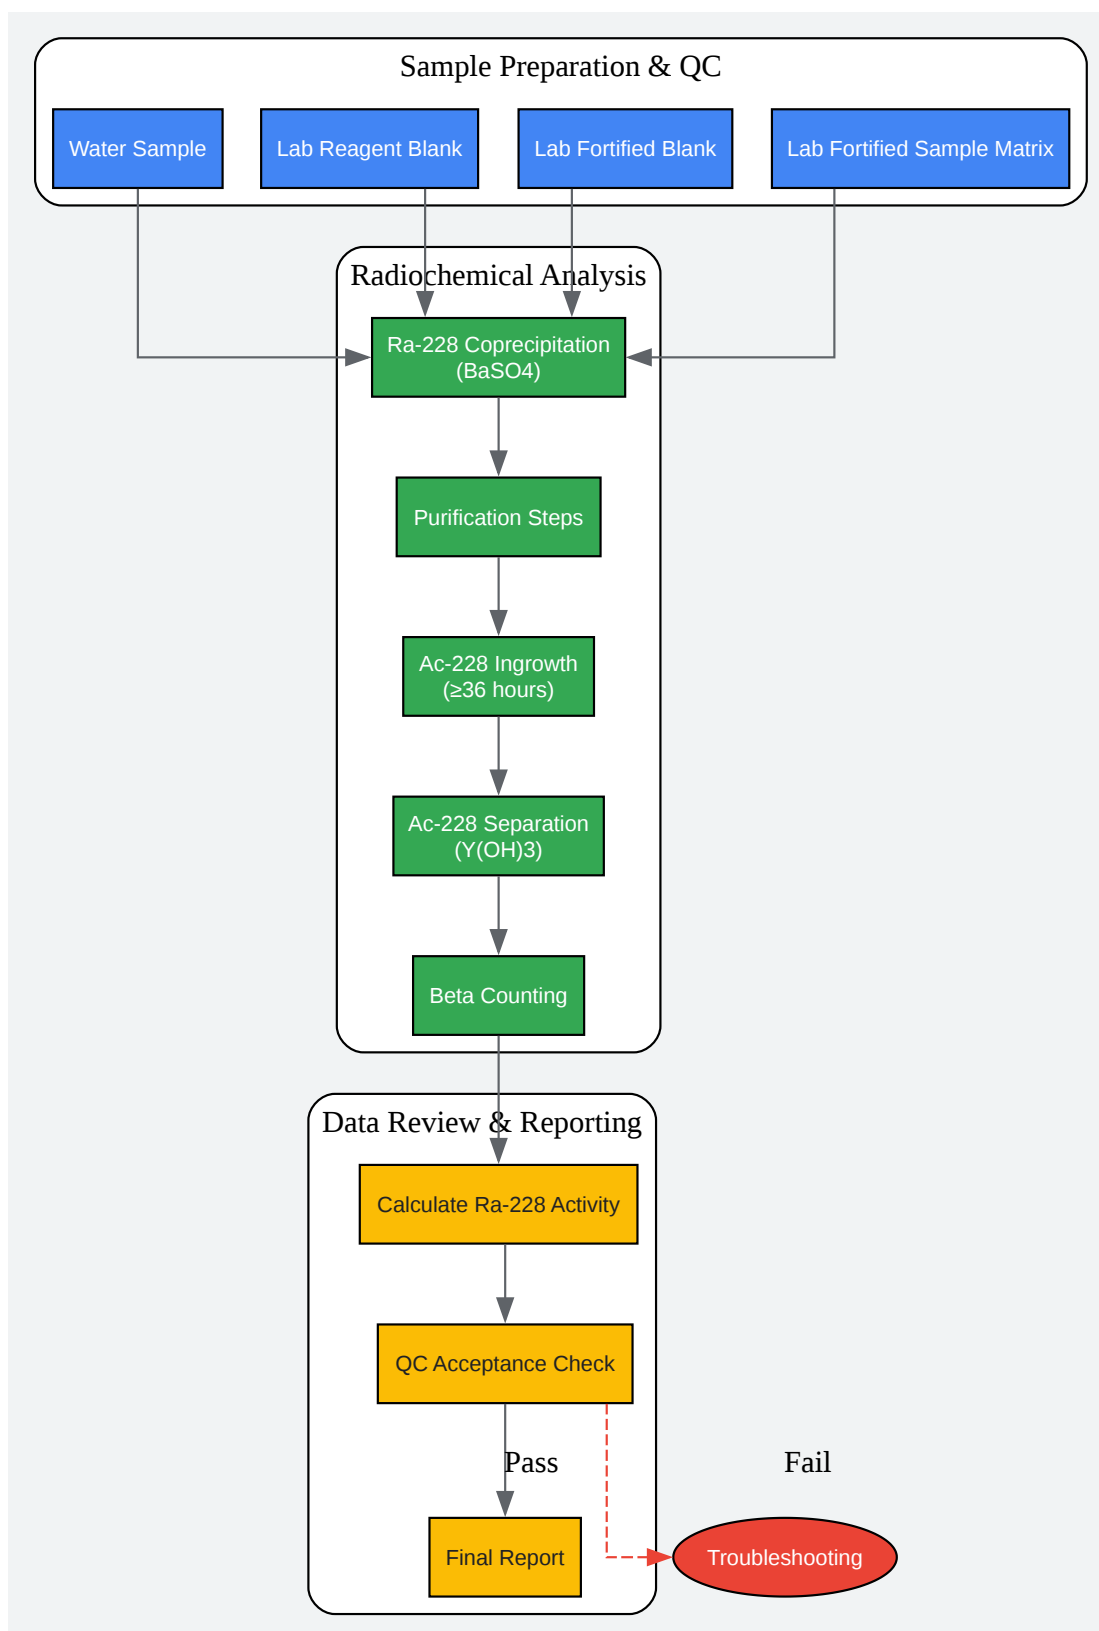 Sample Preparation & QC
Water Sample
Lab Reagent Blank
Lab Fortified Blank
Lab Fortified Sample Matrix
Radiochemical Analysis
Ra-228 Coprecipitation
(BaSO4)
Purification Steps
Ac-228 Ingrowth
(≥36 hours)
Ac-228 Separation
(Y(OH)3)
Beta Counting
Data Review & Reporting
Calculate Ra-228 Activity
QC Acceptance Check
Pass
Fail
Final Report
Troubleshooting